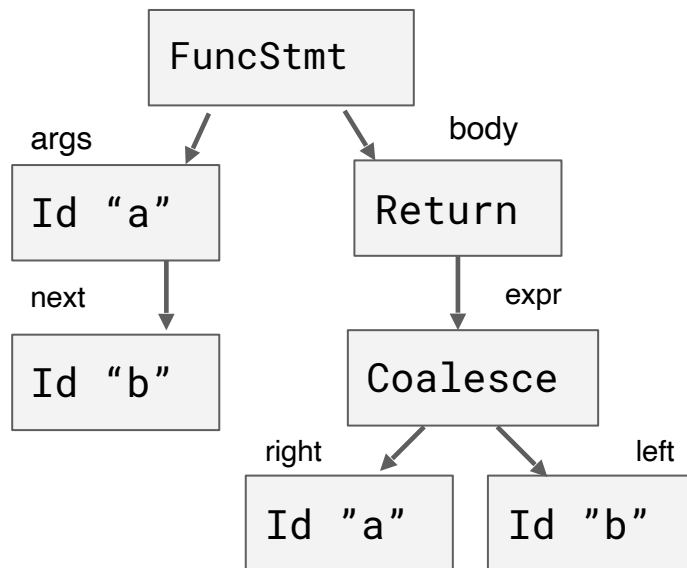 FuncStmt
args
body
Id “a”
Return
next
expr
Id “b”
Coalesce
right
left
Id ”a”
Id ”b”